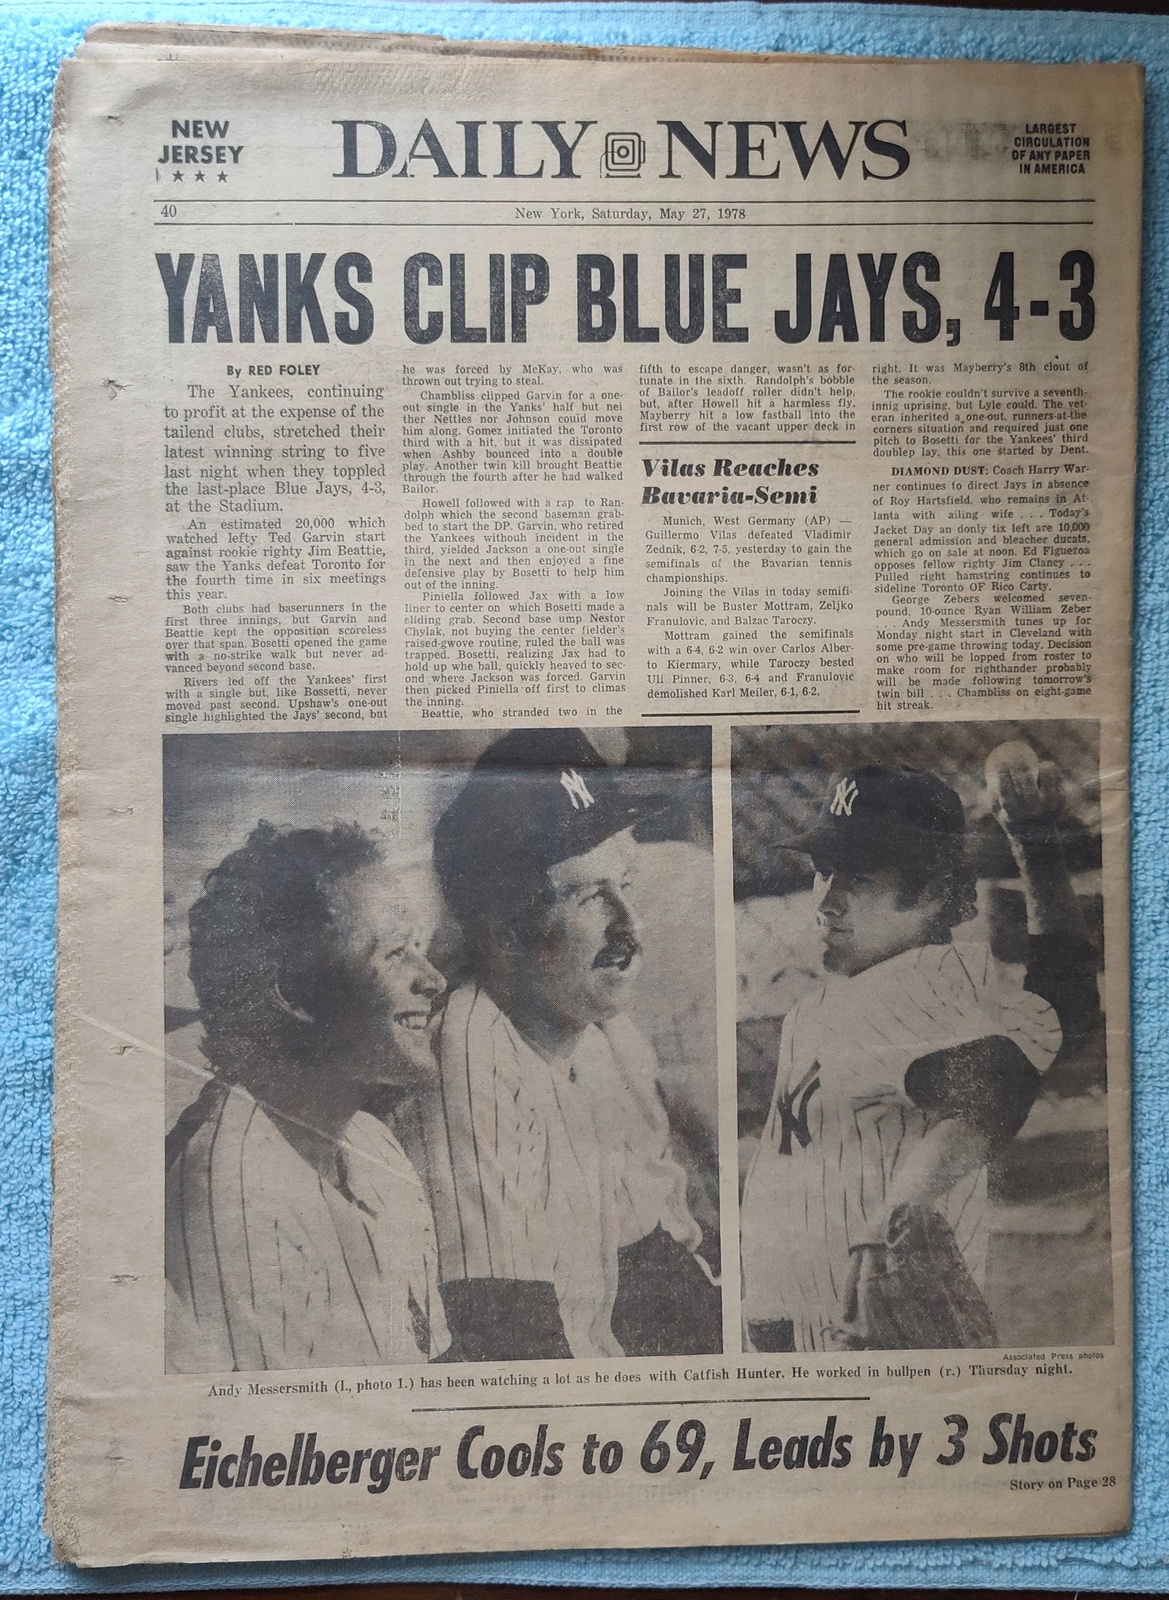 NEW
JERSEY
★ ★ ★
DAILY NEWS
LARGEST
CIRCULATION
OF ANY PAPER
IN AMERICA
40
New York, Saturday, May 27, 1978
YANKS CLIP BLUE JAYS, 4-3
By RED FOLEY
The Yankees, continuing
to profit at the expense of the
tailend clubs, stretched their
latest winning string to five
last night when they toppled
the last-place Blue Jays, 4-3,
at the Stadium.
An estimated 20,000 which
watched lefty Ted Garvin start
against rookie righty Jim Beattie,
saw the Yanks defeat Toronto for
the fourth time in six meetings
this year.
Both clubs had baserunners in the
first three innings, but Garvin and
Beattie kept the opposition scoreless
over that span. Bosetti opened the game
with a no-strike walk but never ad-
vanced beyond second base.
Rivers led off the Yankees' first
with a single but, like Bossetti, never
moved past second. Upshaw's one-out
single highlighted the Jays' second, but
he was forced by McKay, who was
thrown out trying to steal.
Chambliss clipped Garvin for a one-
out single in the Yanks' half but nei
ther Nettles nor Johnson could move
him along. Gomez initiated the Toronto
third with a hit, but it was dissipated
when Ashby bounced into a double
play. Another twin kill brought Beattie
through the fourth after he had walked
Bailor.
Howell followed with a rap to Ran-
dolph which the second baseman grab-
bed to start the DP. Garvin, who retired
the Yankees withouh incident in the
third, yielded Jackson a one-out single
in the next and then enjoyed a fine
defensive play by Bosetti to help him
out of the inning.
Piniella followed Jax with a low
liner to center on which Bosetti made a
sliding grab. Second base ump Nestor
Chylak, not buying the center fielder's
raised-gwove routine, ruled the ball was
trapped. Bosetti, realizing Jax had to
hold up whe ball, quickly heaved to sec-
ond where Jackson was forced. Garvin
then picked Piniella off first to climas
the inning.
Beattie, who stranded two in the
fifth to escape danger, wasn't as for-
tunate in the sixth. Randolph's bobble
of Bailor's leadoff roller didn't help,
but, after Howell hit a harmless fly,
Mayberry hit a low fastball into the
first row of the vacant upper deck in
Vilas Reaches
Bavaria-Semi
Munich, West Germany (AP) —
Guillermo Vilas defeated Vladimir
Zednik, 6-2, 7-5, yesterday to gain the
semifinals of the Bavarian tennis
championships.
Joining the Vilas in today semifi-
nals will be Buster Mottram, Zeljko
Franulovic, and Balzac Taroczy.
Mottram gained the semifinals
with a 6-4, 6-2 win over Carlos Alber-
to Kiermary, while Taroczy bested
Uli Pinner, 6-3, 6-4 and Franulovic
demolished Karl Meiler, 6-1, 6-2.
right. It was Mayberry's 8th clout of
the season.
The rookie couldn't survive a seventh-
innig uprising, but Lyle could. The vet-
eran inherited a one-out, runners-at-the
corners situation and required just one
pitch to Bosetti for the Yankees' third
doublep lay, this one started by Dent.
DIAMOND DUST: Coach Harry War-
ner continues to direct Jays in absence
of Roy Hartsfield, who remains in At-
lanta with ailing wife . . . Today's
Jacket Day an donly tix left are 10,000
general admission and bleacher ducats,
which go on sale at noon. Ed Figueroa
opposes fellow righty Jim Clancy . . .
Pulled right hamstring continues to
sideline Toronto OF Rico Carty.
George Zebers welcomed seven-
pound, 10-ounce Ryan William Zeber
. . . Andy Messersmith tunes up for
Monday night start in Cleveland with
some pre-game throwing today. Decision
on who will be lopped from roster to
make room for righthander probably
will be made following tomorrow's
twin bill . . . Chambliss on eight-game
hit streak.
NY
NY
NY
Associated Press photos
Andy Messersmith (l., photo 1.) has been watching a lot as he does with Catfish Hunter. He worked in bullpen (r.) Thursday night.
Eichelberger Cools to 69, Leads by 3 Shots
Story on Page 28